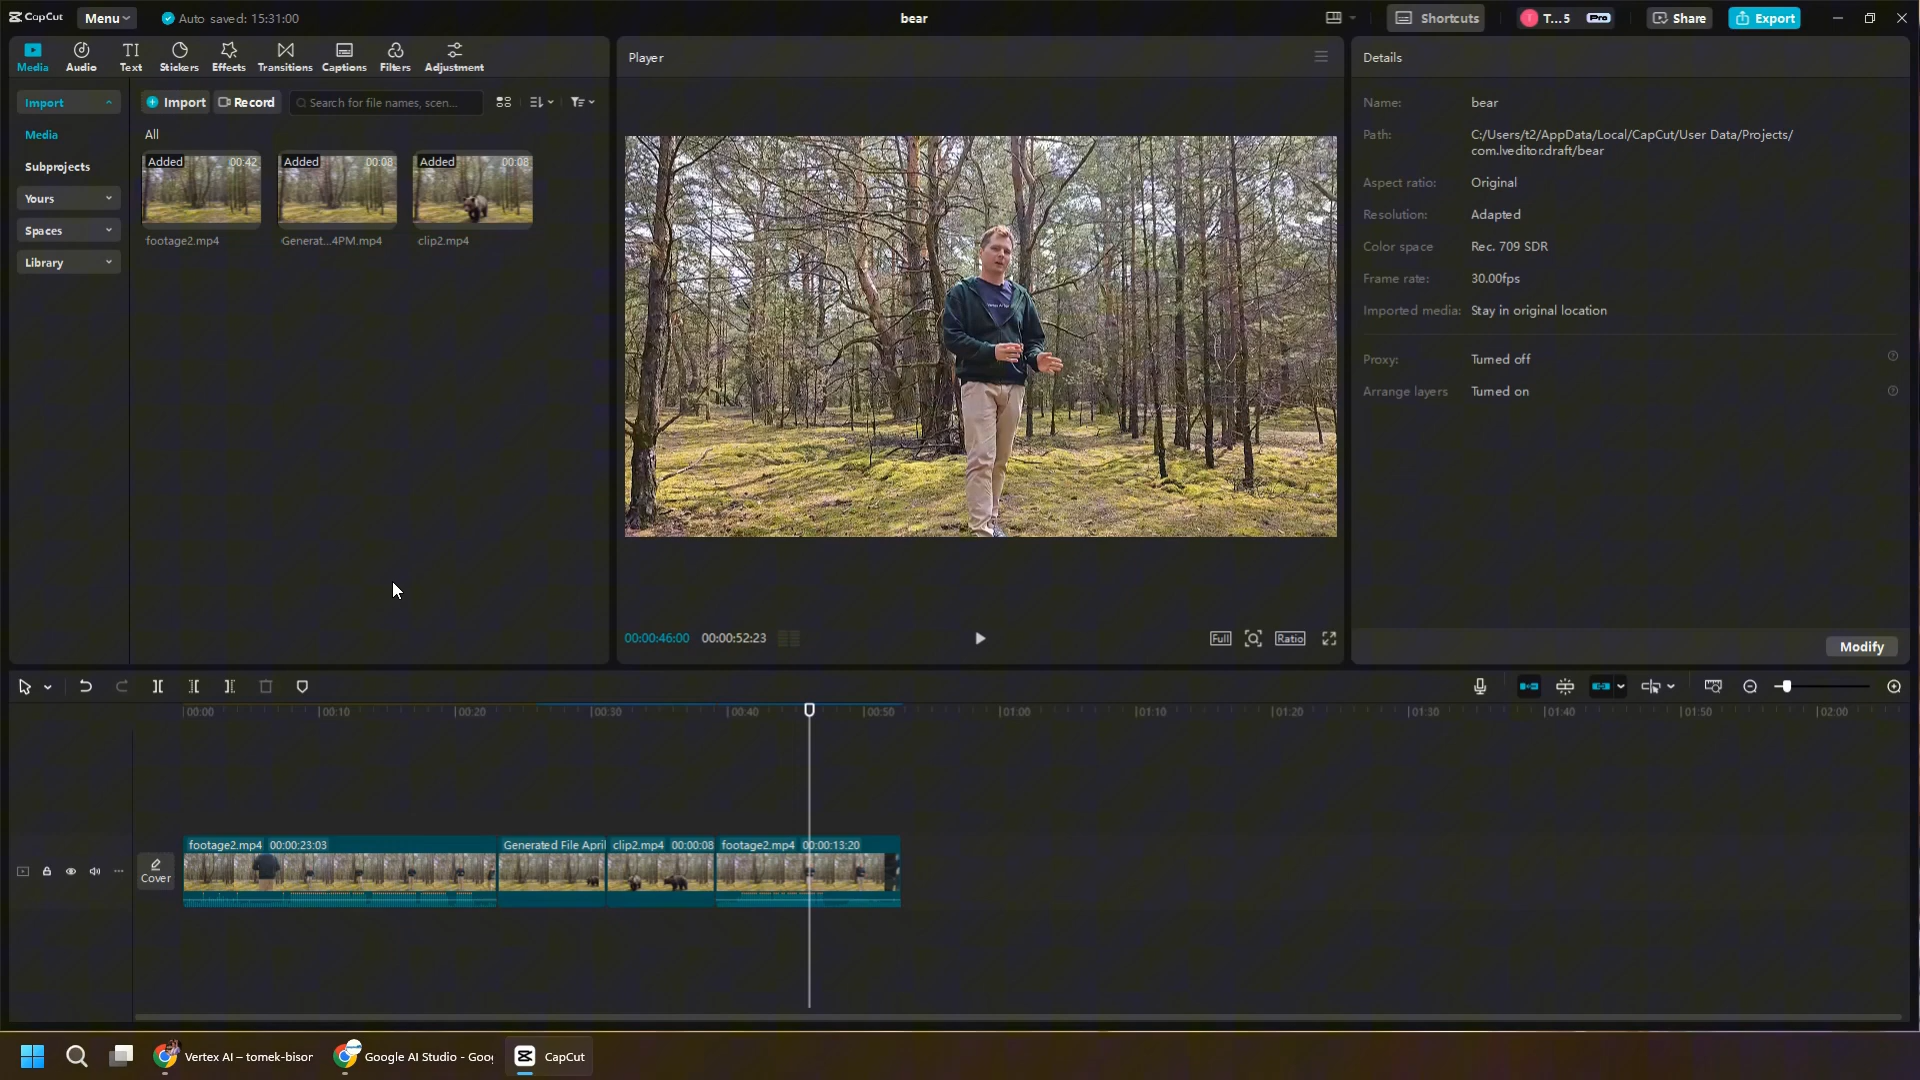 CapCut
Menu
Auto saved: 15:31:00
bear
Shortcuts
T...5
Pro
Share
Export
Media
Audio
TI
Text
Stickers
Effects
Transitions
Captions
Filters
Adjustment
Player
Details
Import
Import
Record
Search for file names, scen...
Media
Subprojects
Yours
Spaces
Library
All
Added
00:42
Added
00:08
Added
00:08
footage2.mp4
Generat...4PM.mp4
clip2.mp4
Name:
bear
Path:
C:/Users/t2/AppData/Local/CapCut/User Data/Projects/
com.lveditor.draft/bear
Aspect ratio:
Original
Resolution:
Adapted
Color space
Rec. 709 SDR
Frame rate:
30.00fps
Imported media:
Stay in original location
Proxy:
Turned off
Arrange layers
Turned on
00:00:46:00
00:00:52:23
Full
Ratio
Modify
00:00
00:10
00:20
00:30
00:40
00:50
01:00
01:10
01:20
01:30
01:40
01:50
02:00
Cover
footage2.mp4 00:00:23:03
Generated File April
clip2.mp4 00:00:08
footage2.mp4 00:00:13:20
Vertex AI – tomek-bisor
Google AI Studio - Goo
CapCut